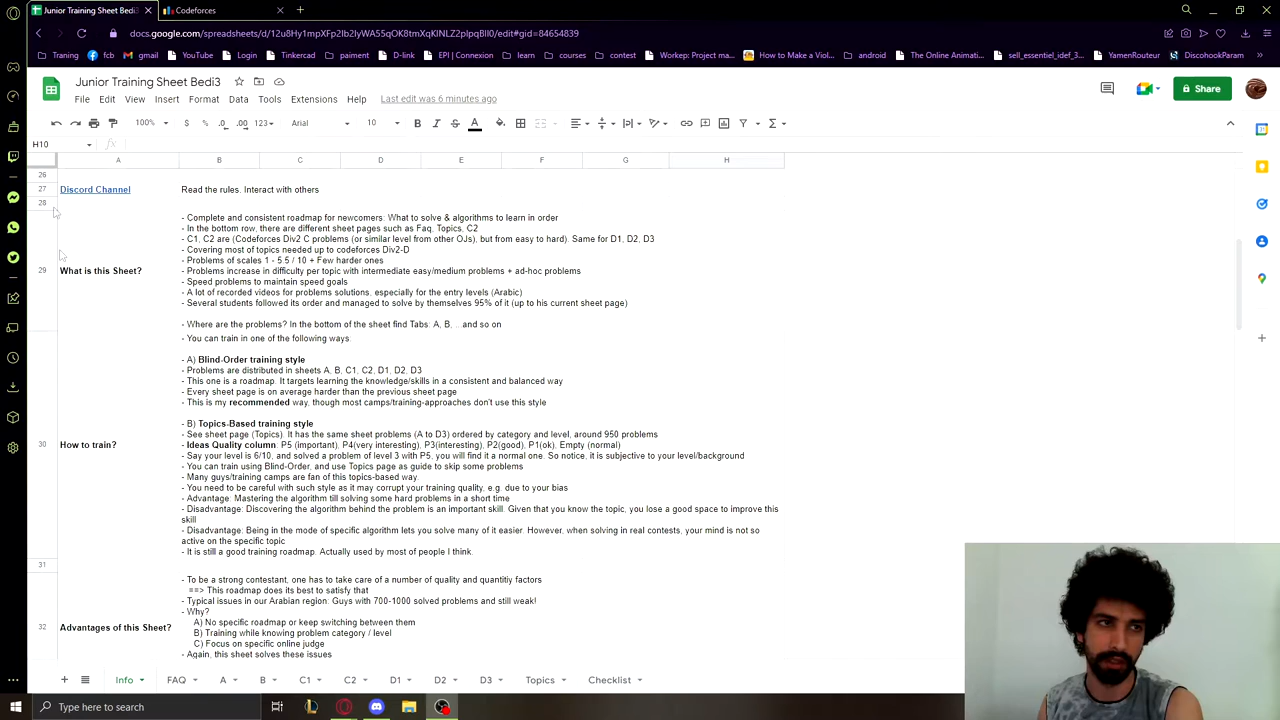 Junior Training Sheet Bedi3
Codeforces
docs.google.com/spreadsheets/d/12u8Hy1mpXFp2Ib2IyWA55qOK8tmXqKINLZ2pIpqBlI0/edit#gid=84654839
Traning
fcb
gmail
YouTube
Login
Tinkercad
paiment
D-link
EPI | Connexion
learn
courses
contest
Workep: Project ma...
How to Make a Viol...
android
The Online Animatio...
sell_essentiel_idef_3...
YamenRouteur
DiscohookParam
Junior Training Sheet Bedi3
Share
File Edit View Insert Format Data Tools Extensions Help Last edit was 6 minutes ago
100% $ % .0 .00 123 Arial 10 B I S A
H10 fx
A B C D E F G H
26
27 Discord Channel Read the rules. Interact with others
28
- Complete and consistent roadmap for newcomers: What to solve & algorithms to learn in order
- In the bottom row, there are different sheet pages such as Faq, Topics, C2
- C1, C2 are (Codeforces Div2 C problems (or similar level from other OJs), but from easy to hard). Same for D1, D2, D3
- Covering most of topics needed up to codeforces Div2-D
- Problems of scales 1 - 5.5 / 10 + Few harder ones
29 What is this Sheet? - Problems increase in difficulty per topic with intermediate easy/medium problems + ad-hoc problems
- Speed problems to maintain speed goals
- A lot of recorded videos for problems solutions, especially for the entry levels (Arabic)
- Several students followed its order and managed to solve by themselves 95% of it (up to his current sheet page)
- Where are the problems? In the bottom of the sheet find Tabs: A, B, ...and so on
- You can train in one of the following ways:
- A) Blind-Order training style
- Problems are distributed in sheets A, B, C1, C2, D1, D2, D3
- This one is a roadmap. It targets learning the knowledge/skills in a consistent and balanced way
- Every sheet page is on average harder than the previous sheet page
- This is my recommended way, though most camps/training-approaches don't use this style
- B) Topics-Based training style
- See sheet page (Topics). It has the same sheet problems (A to D3) ordered by category and level, around 950 problems
30 How to train? - Ideas Quality column: P5 (important), P4(very interesting), P3(interesting), P2(good), P1(ok), Empty (normal)
- Say your level is 6/10, and solved a problem of level 3 with P5, you will find it a normal one. So notice, it is subjective to your level/background
- You can train using Blind-Order, and use Topics page as guide to skip some problems
- Many guys/training camps are fan of this topics-based way.
- You need to be careful with such style as it may corrupt your training quality, e.g. due to your bias
- Advantage: Mastering the algorithm till solving some hard problems in a short time
- Disadvantage: Discovering the algorithm behind the problem is an important skill. Given that you know the topic, you lose a good space to improve this
skill
- Disadvantage: Being in the mode of specific algorithm lets you solve many of it easier. However, when solving in real contests, your mind is not so
active on the specific topic
- It is still a good training roadmap. Actually used by most of people I think.
31
- To be a strong contestant, one has to take care of a number of quality and quantitiy factors
==> This roadmap does its best to satisfy that
- Typical issues in our Arabian region: Guys with 700-1000 solved problems and still weak!
- Why?
A) No specific roadmap or keep switching between them
32 Advantages of this Sheet? B) Training while knowing problem category / level
C) Focus on specific online judge
- Again, this sheet solves these issues
Info FAQ A B C1 C2 D1 D2 D3 Topics Checklist
Type here to search